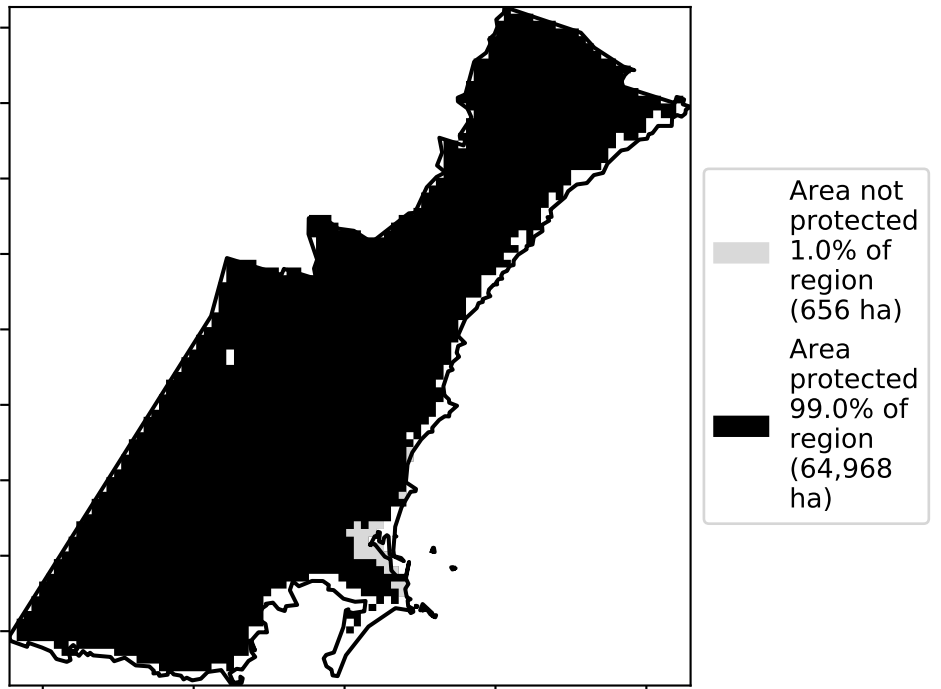 Area not
protected
1.0% of
region
(656 ha)
Area
protected
99.0% of
region
(64,968
ha)